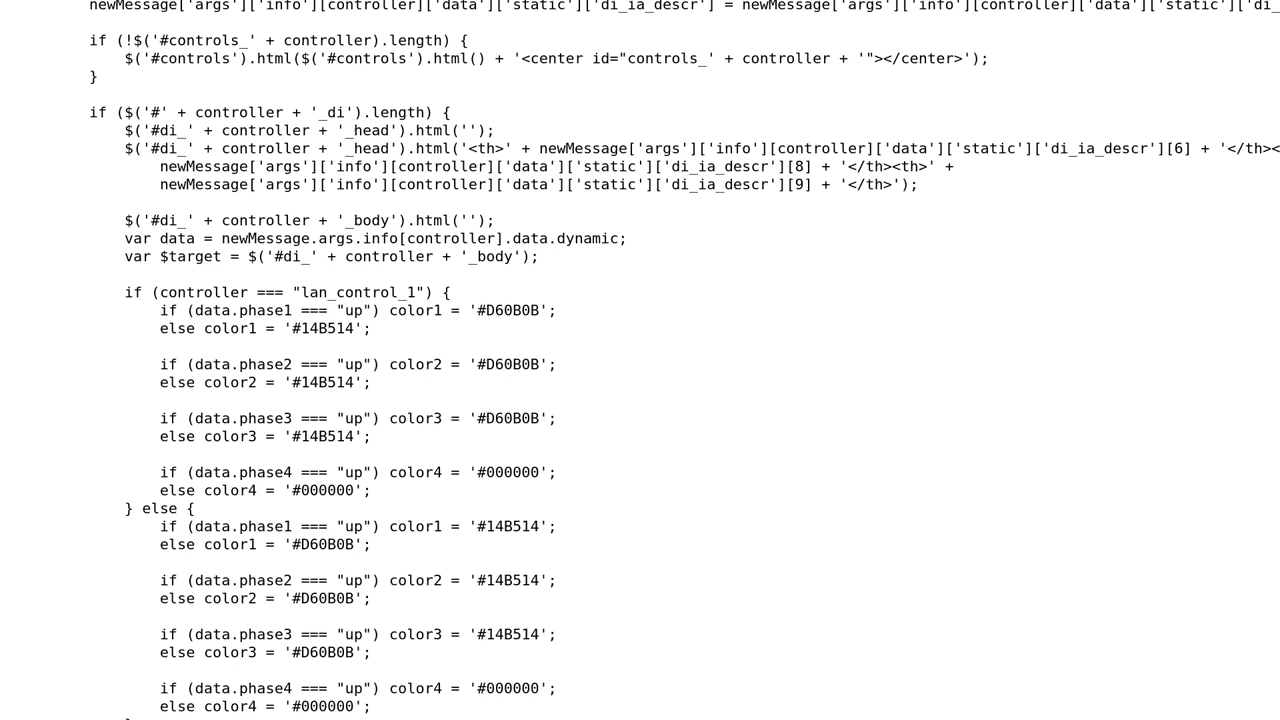 newMessage['args']['info'][controller]['data']['static']['di_ia_descr'] = newMessage['args']['info'][controller]['data']['static']['di_
if (!$('#controls_' + controller).length) {
$('#controls').html($('#controls').html() + '<center id="controls_' + controller + '"></center>');
}
if ($('#' + controller + '_di').length) {
$('#di_' + controller + '_head').html('');
$('#di_' + controller + '_head').html('<th>' + newMessage['args']['info'][controller]['data']['static']['di_ia_descr'][6] + '</th><
newMessage['args']['info'][controller]['data']['static']['di_ia_descr'][8] + '</th><th>' +
newMessage['args']['info'][controller]['data']['static']['di_ia_descr'][9] + '</th>');
$('#di_' + controller + '_body').html('');
var data = newMessage.args.info[controller].data.dynamic;
var $target = $('#di_' + controller + '_body');
if (controller === "lan_control_1") {
if (data.phase1 === "up") color1 = '#D60B0B';
else color1 = '#14B514';
if (data.phase2 === "up") color2 = '#D60B0B';
else color2 = '#14B514';
if (data.phase3 === "up") color3 = '#D60B0B';
else color3 = '#14B514';
if (data.phase4 === "up") color4 = '#000000';
else color4 = '#000000';
} else {
if (data.phase1 === "up") color1 = '#14B514';
else color1 = '#D60B0B';
if (data.phase2 === "up") color2 = '#14B514';
else color2 = '#D60B0B';
if (data.phase3 === "up") color3 = '#14B514';
else color3 = '#D60B0B';
if (data.phase4 === "up") color4 = '#000000';
else color4 = '#000000';
}